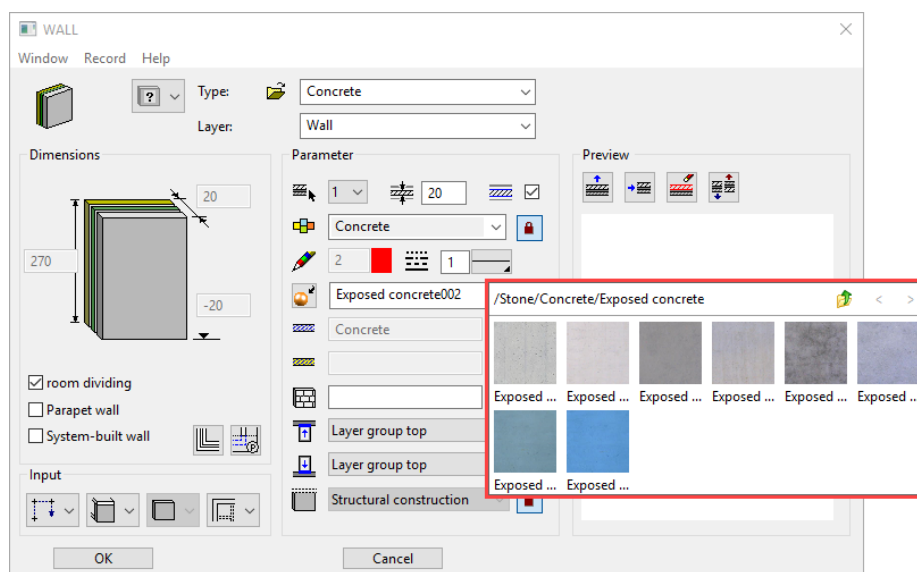 WALL
Window Record Help
?
Type: Concrete
Layer: Wall
Dimensions
20
270
-20
room dividing
Parapet wall
System-built wall
P
Input
Parameter
1 20
Concrete
2 1
Exposed concrete002
Concrete
Layer group top
Layer group top
Structural construction
Preview
/Stone/Concrete/Exposed concrete < >
Exposed ... Exposed ... Exposed ... Exposed ... Exposed ... Exposed ...
Exposed ... Exposed ...
OK Cancel